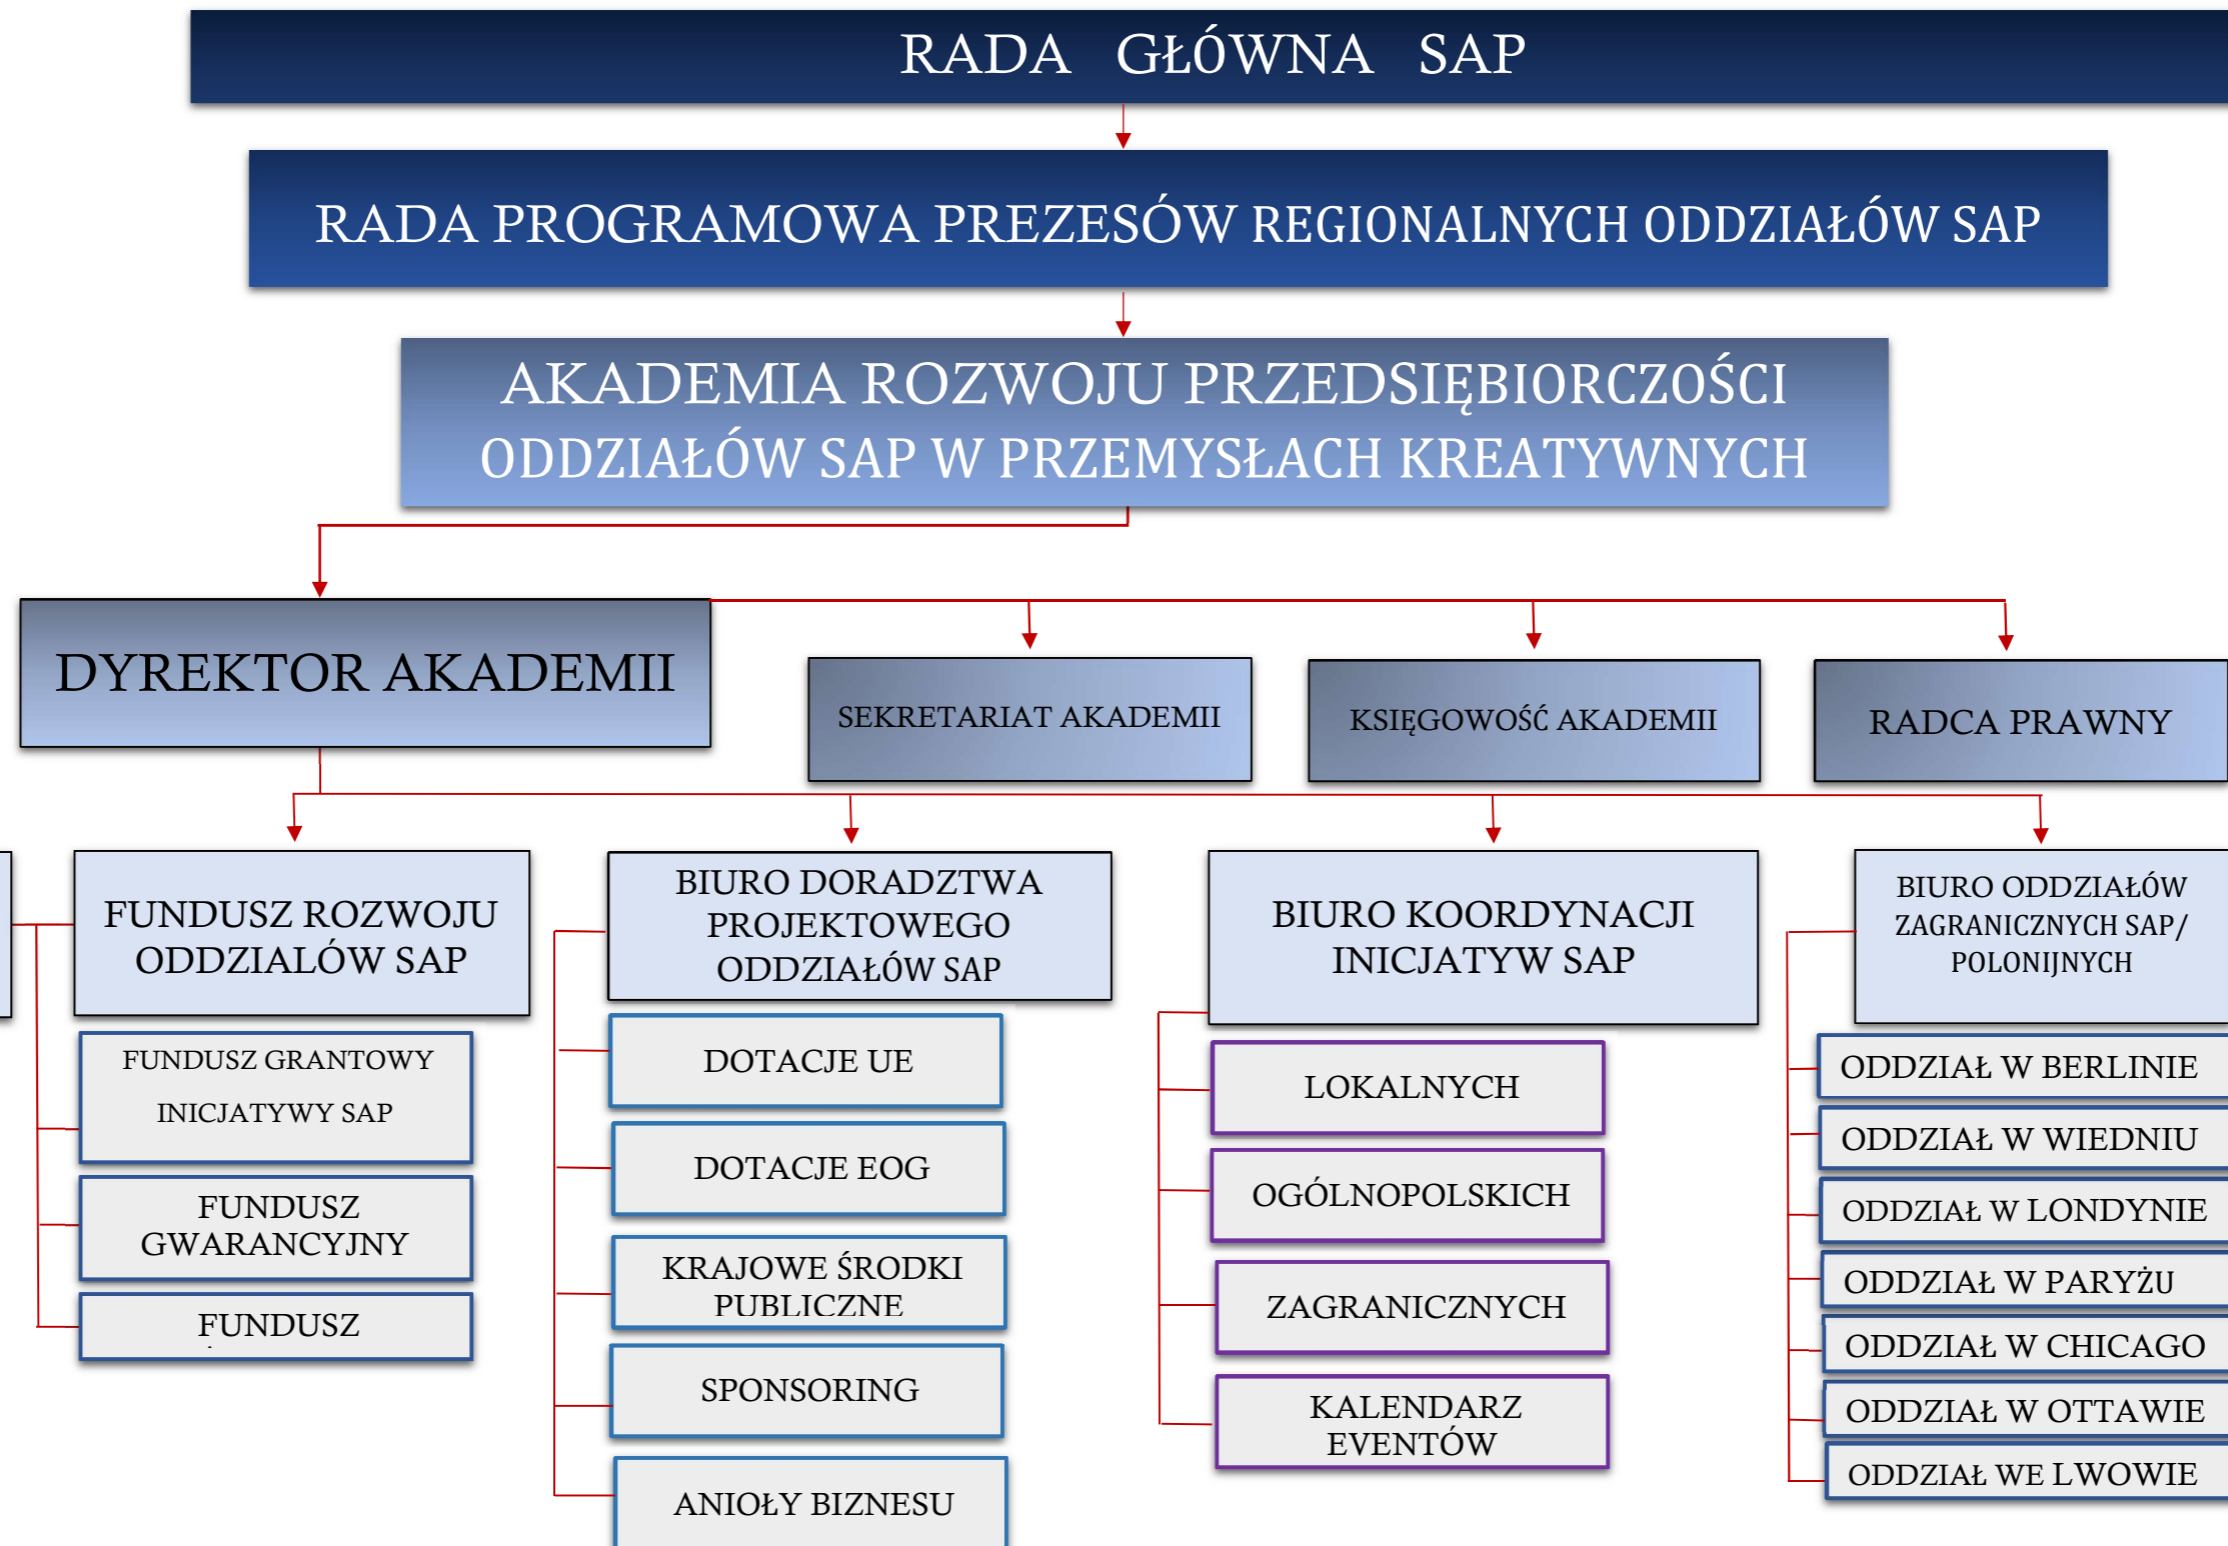 RADA GŁÓWNA SAP
RADA PROGRAMOWA PREZESÓW REGIONALNYCH ODDZIAŁÓW SAP
AKADEMIA ROZWOJU PRZEDSIĘBIORCZOŚCI
ODDZIAŁÓW SAP W PRZEMYSŁACH KREATYWNYCH
DYREKTOR AKADEMII
SEKRETARIAT AKADEMII
KSIĘGOWOŚĆ AKADEMII
RADCA PRAWNY
FUNDUSZ ROZWOJU
ODDZIALÓW SAP
FUNDUSZ GRANTOWY
INICJATYWY SAP
FUNDUSZ
GWARANCYJNY
FUNDUSZ
BIURO DORADZTWA
PROJEKTOWEGO
ODDZIAŁÓW SAP
DOTACJE UE
DOTACJE EOG
KRAJOWE ŚRODKI
PUBLICZNE
SPONSORING
ANIOŁY BIZNESU
BIURO KOORDYNACJI
INICJATYW SAP
LOKALNYCH
OGÓLNOPOLSKICH
ZAGRANICZNYCH
KALENDARZ
EVENTÓW
BIURO ODDZIAŁÓW
ZAGRANICZNYCH SAP/
POLONIJNYCH
ODDZIAŁ W BERLINIE
ODDZIAŁ W WIEDNIU
ODDZIAŁ W LONDYNIE
ODDZIAŁ W PARYŻU
ODDZIAŁ W CHICAGO
ODDZIAŁ W OTTAWIE
ODDZIAŁ WE LWOWIE